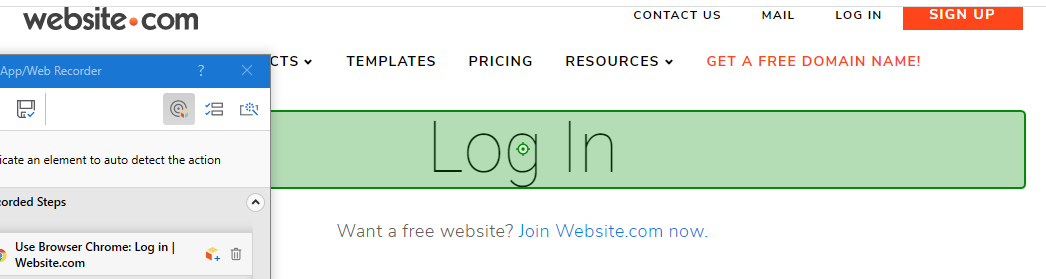 website.com
CONTACT US MAIL LOG IN SIGN UP
App/Web Recorder ?
CTS TEMPLATES PRICING RESOURCES GET A FREE DOMAIN NAME!
icate an element to auto detect the action
Log In
orded Steps
Want a free website? Join Website.com now.
Use Browser Chrome: Log in |
Website.com